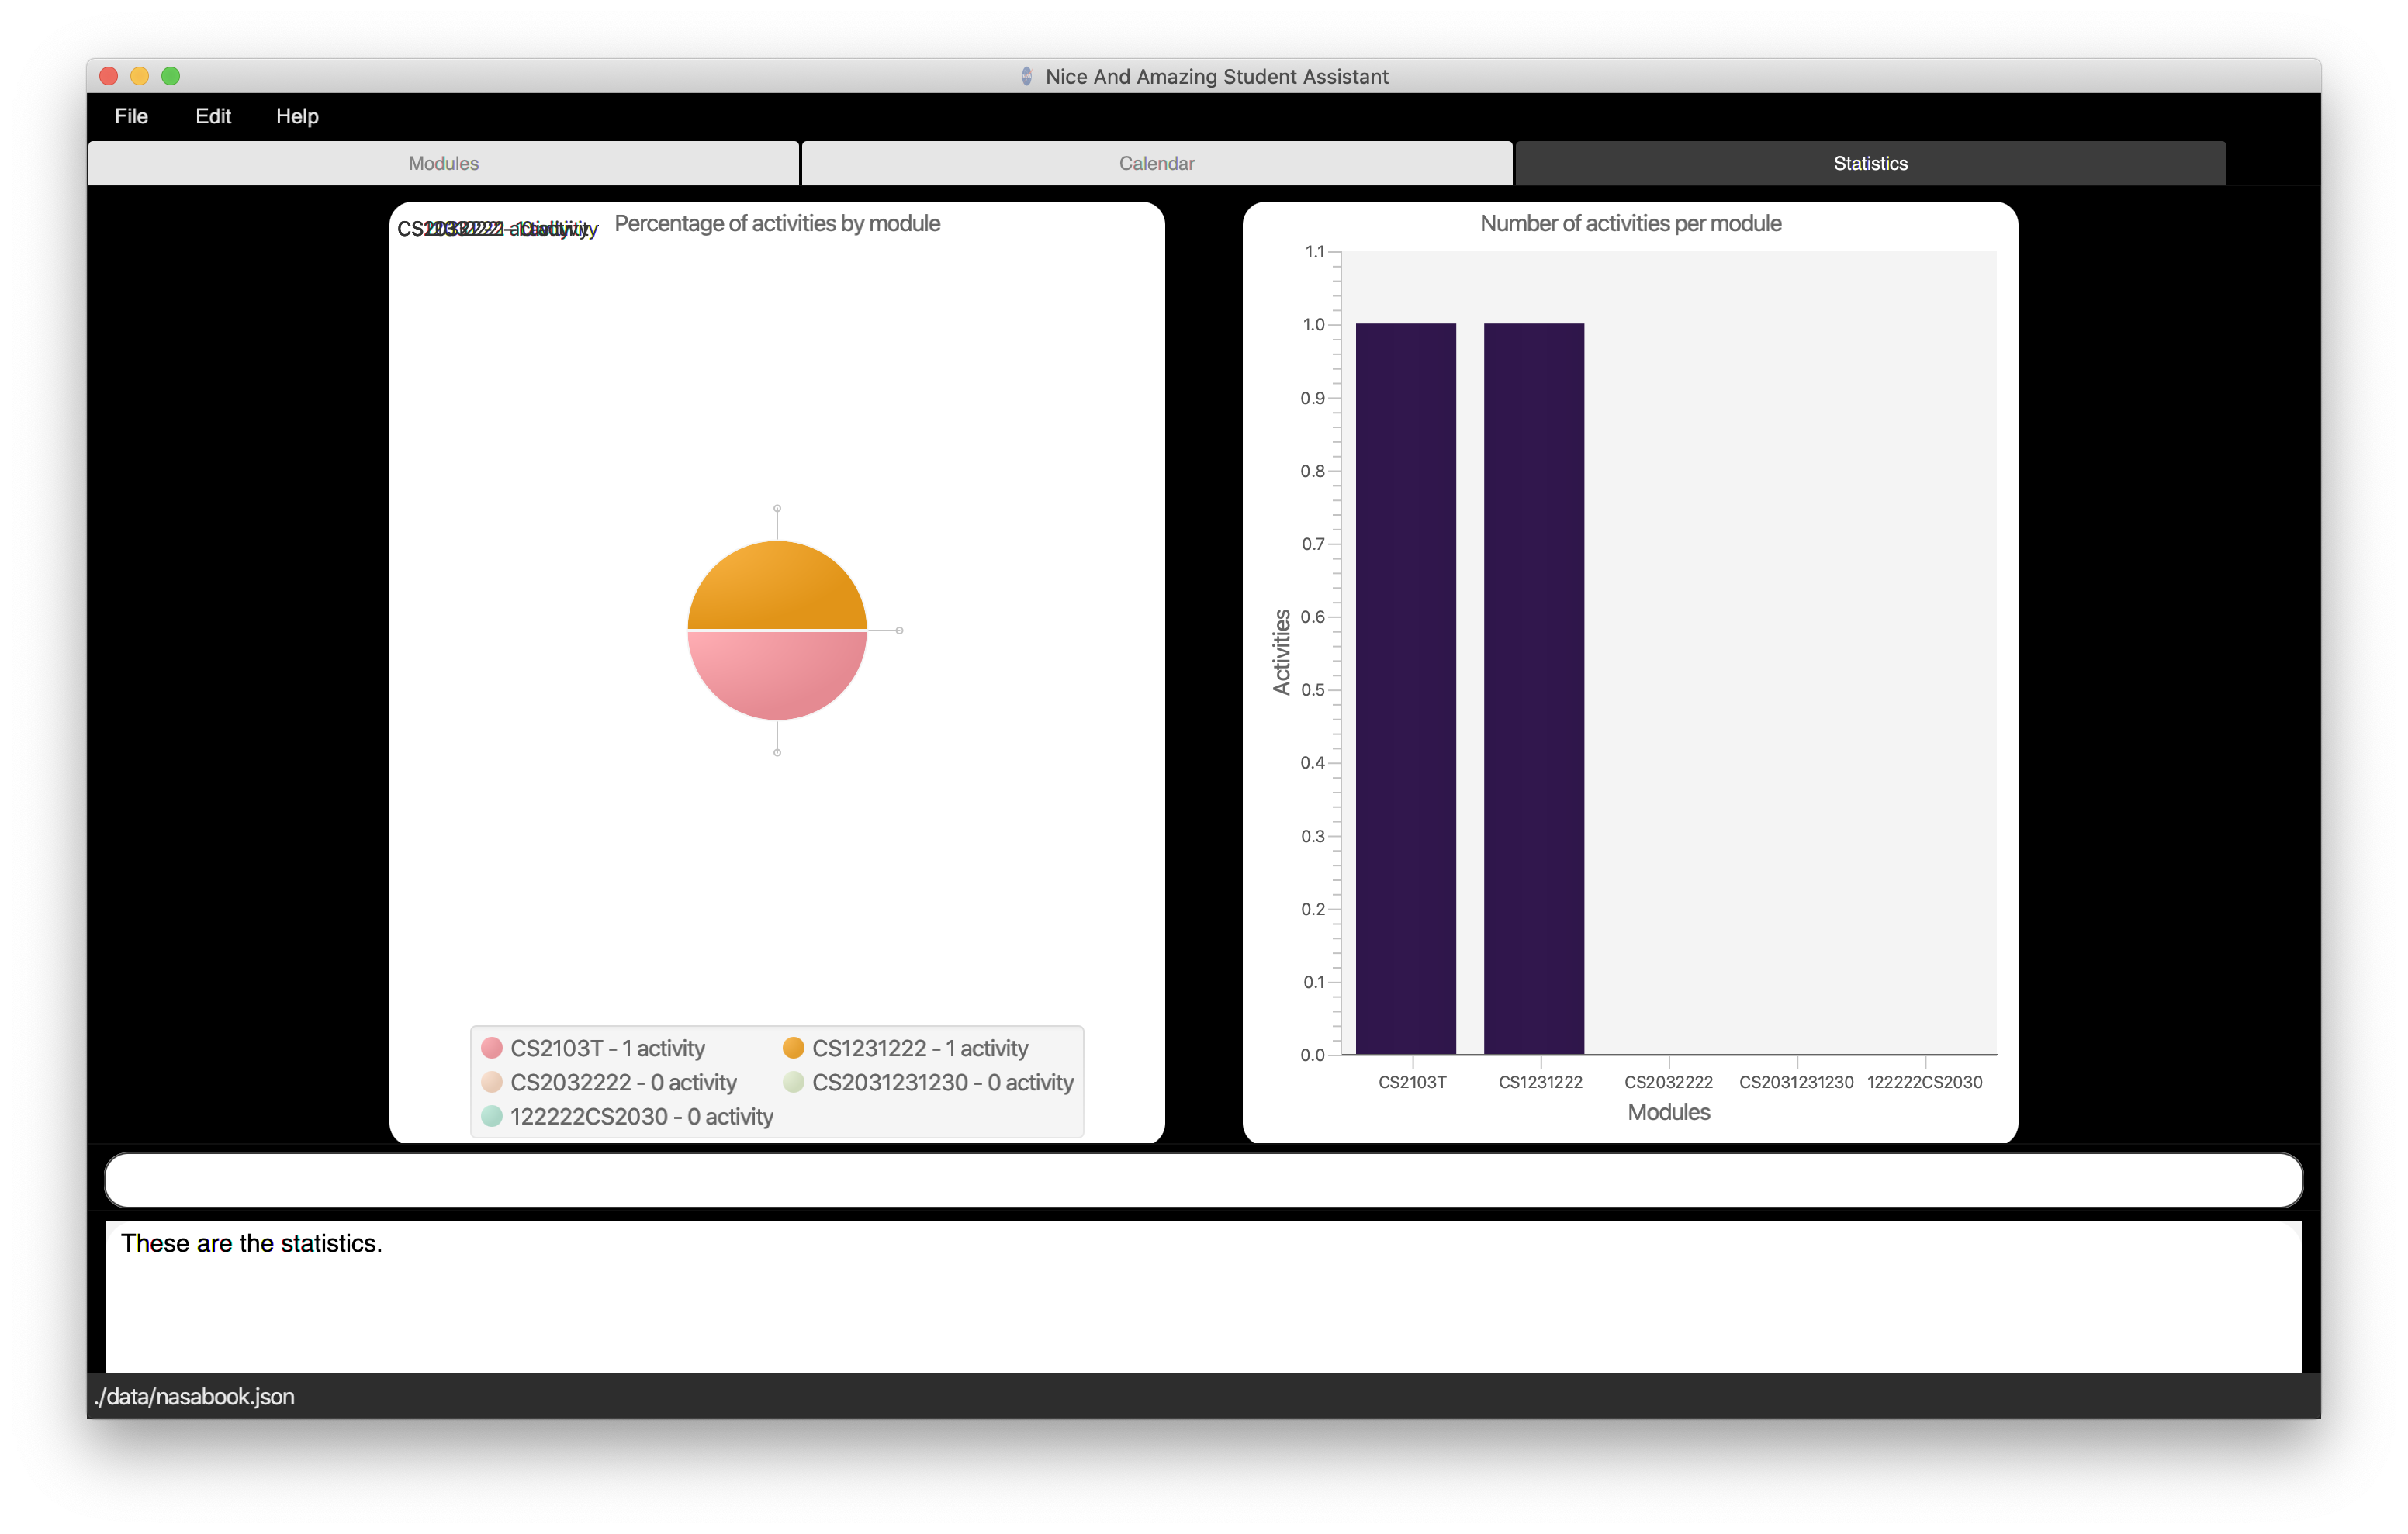 Nice And Amazing Student Assistant
File Edit Help
Modules Calendar Statistics
Percentage of activities by module
CS2103T - 1 activity CS1231222 - 1 activity
CS2032222 - 0 activity CS2031231230 - 0 activity
122222CS2030 - 0 activity
Number of activities per module
1.1
1.0
0.9
0.8
0.7
0.6
0.5
0.4
0.3
0.2
0.1
0.0
Activities
CS2103T CS1231222 CS2032222 CS2031231230 122222CS2030
Modules
These are the statistics.
./data/nasabook.json